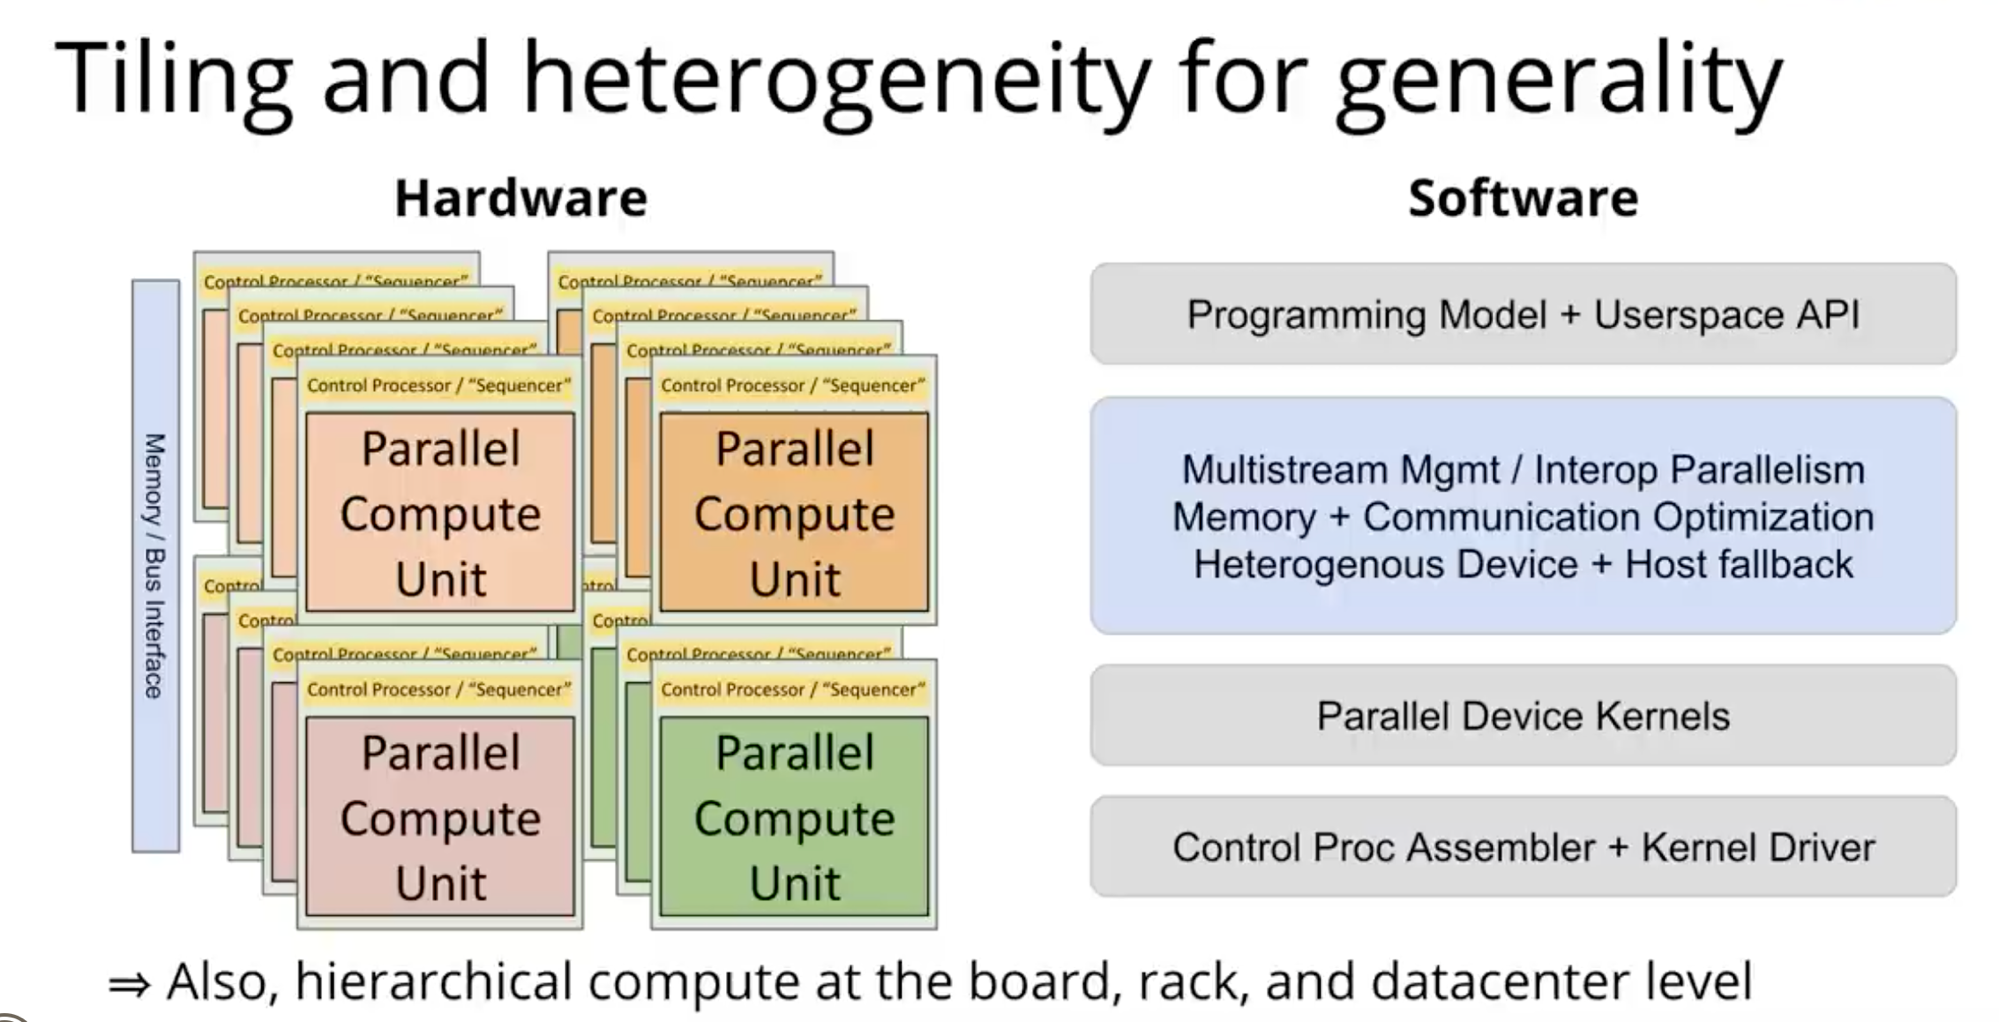 Tiling and heterogeneity for generality
Hardware
Software
Memory / Bus Interface
Control Processor / “Sequencer”
Control Processor / “Sequencer”
Control Processor / “Sequencer”
Control Processor / “Sequencer”
Parallel
Compute
Unit
Control Processor / “Sequencer”
Control Processor / “Sequencer”
Control Processor / “Sequencer”
Control Processor / “Sequencer”
Parallel
Compute
Unit
Contro
Contro
Control Processor / “Sequencer”
Control Processor / “Sequencer”
Parallel
Compute
Unit
ntro
Contro
Control Processor / “Sequencer”
Control Processor / “Sequencer”
Parallel
Compute
Unit
Programming Model + Userspace API
Multistream Mgmt / Interop Parallelism
Memory + Communication Optimization
Heterogenous Device + Host fallback
Parallel Device Kernels
Control Proc Assembler + Kernel Driver
⇒ Also, hierarchical compute at the board, rack, and datacenter level